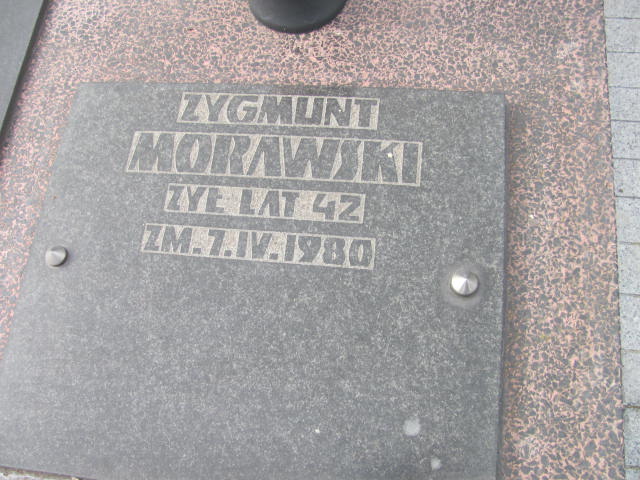 ZYGMUNT
MORAWSKI
ŻYŁ LAT 42
ZM. 7.IV.1980